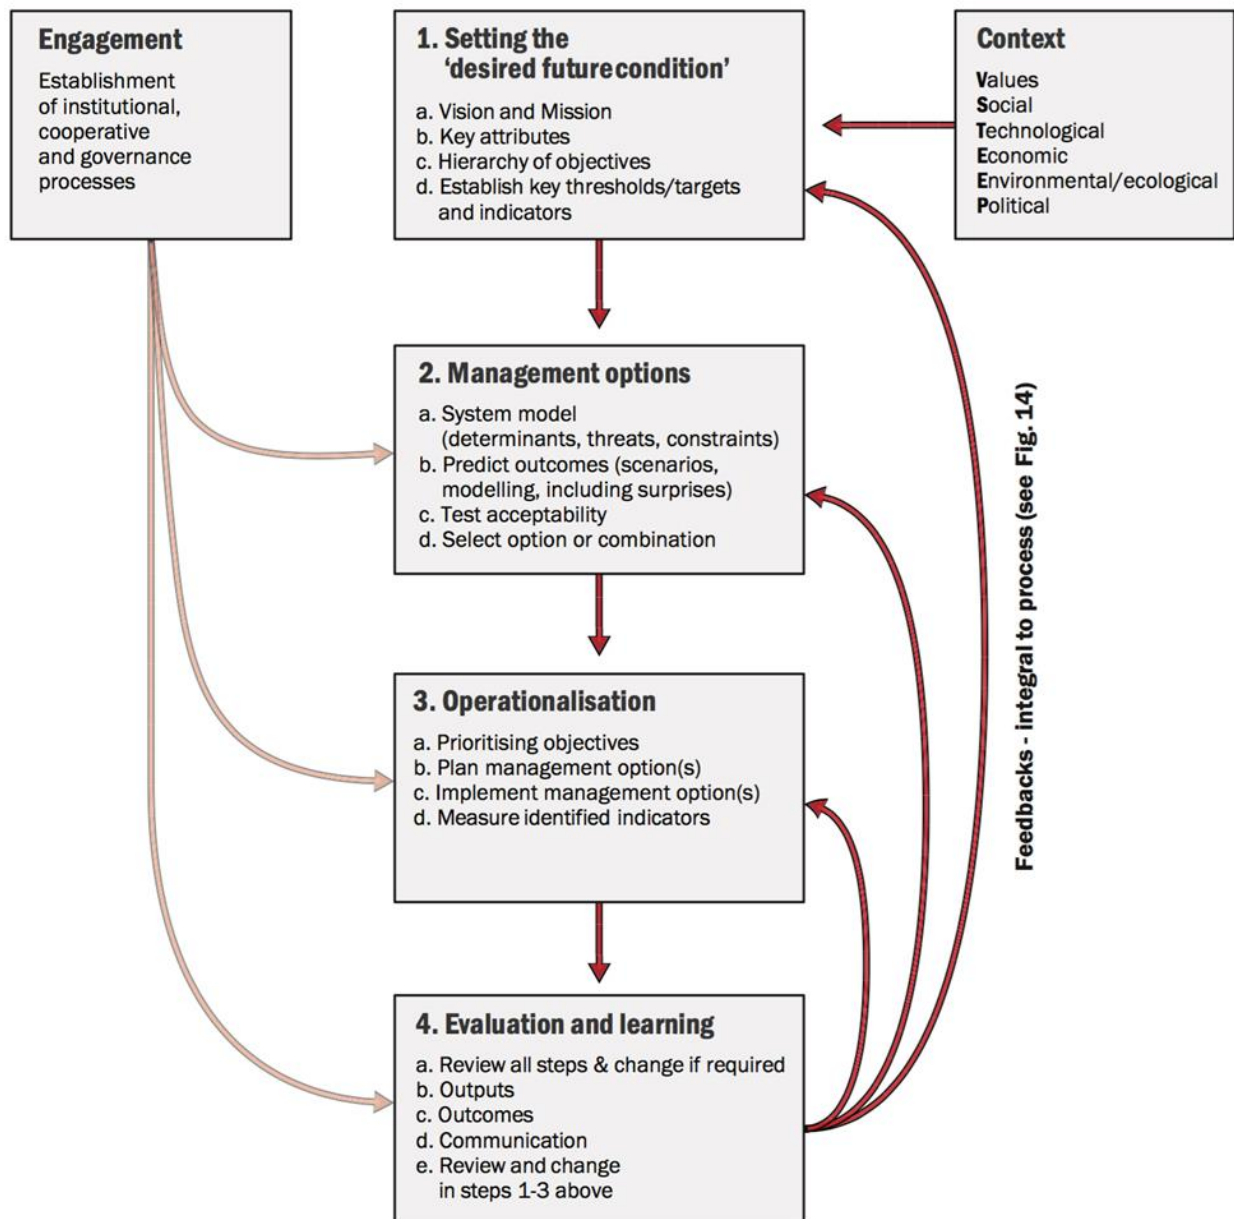 Engagement
Establishment
of institutional,
cooperative
and governance
processes
1. Setting the
‘desired future condition’
a. Vision and Mission
b. Key attributes
c. Hierarchy of objectives
d. Establish key thresholds/targets
and indicators
Context
Values
Social
Technological
Economic
Environmental/ecological
Political
2. Management options
a. System model
(determinants, threats, constraints)
b. Predict outcomes (scenarios,
modelling, including surprises)
c. Test acceptability
d. Select option or combination
3. Operationalisation
a. Prioritising objectives
b. Plan management option(s)
c. Implement management option(s)
d. Measure identified indicators
4. Evaluation and learning
a. Review all steps & change if required
b. Outputs
c. Outcomes
d. Communication
e. Review and change
in steps 1-3 above
Feedbacks - integral to process (see Fig. 14)